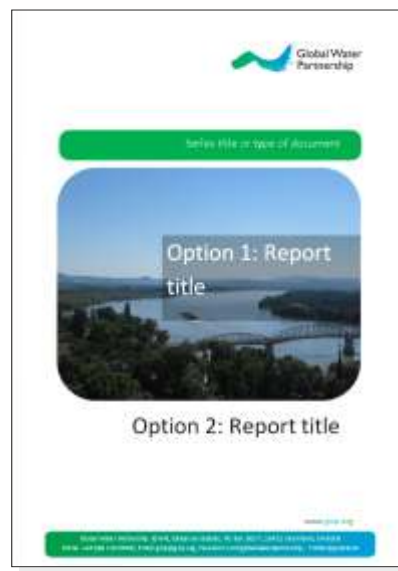 Global Water
Partnership
Series title or type of document
Option 1: Report
title
Option 2: Report title
www.gwp.org